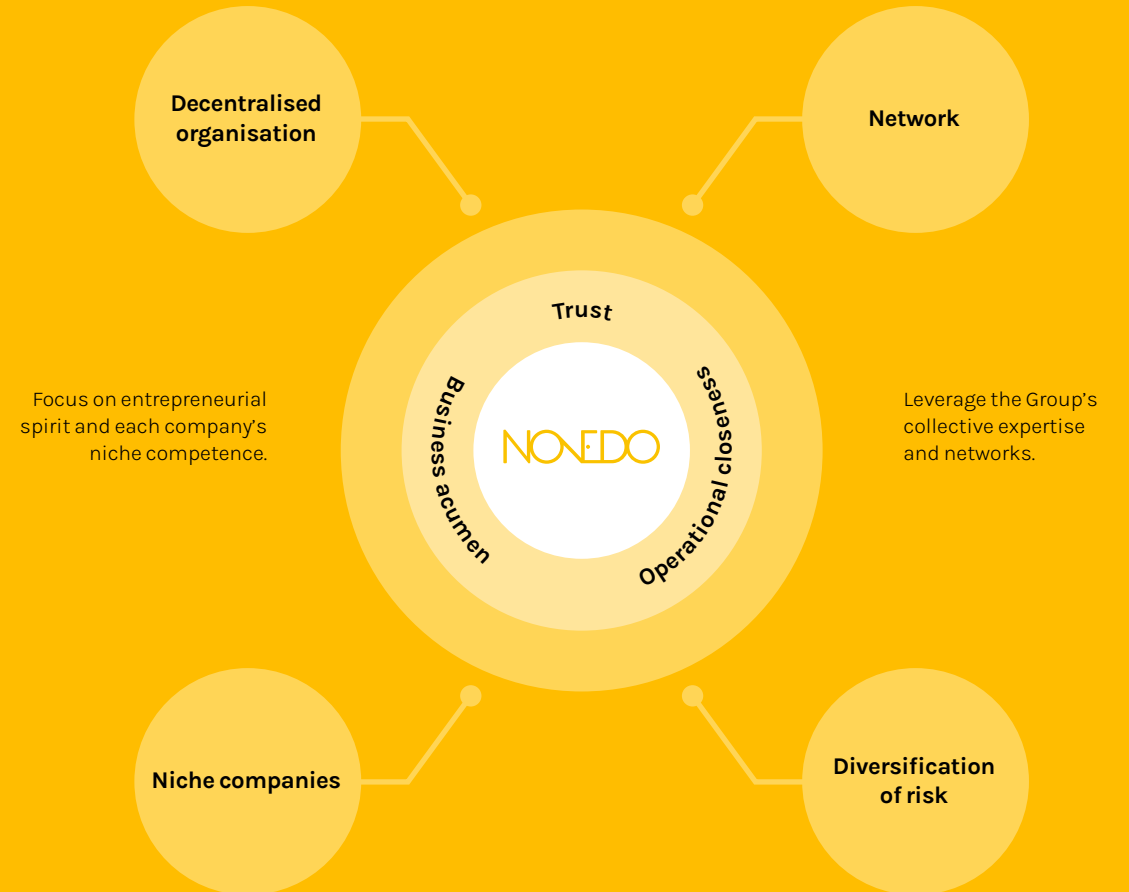 Decentralised
organisation
Network
Trust
Business acumen
Operational closeness
NOVEDO
Focus on entrepreneurial
spirit and each company's
niche competence.
Leverage the Group’s
collective expertise
and networks.
Niche companies
Diversification
of risk